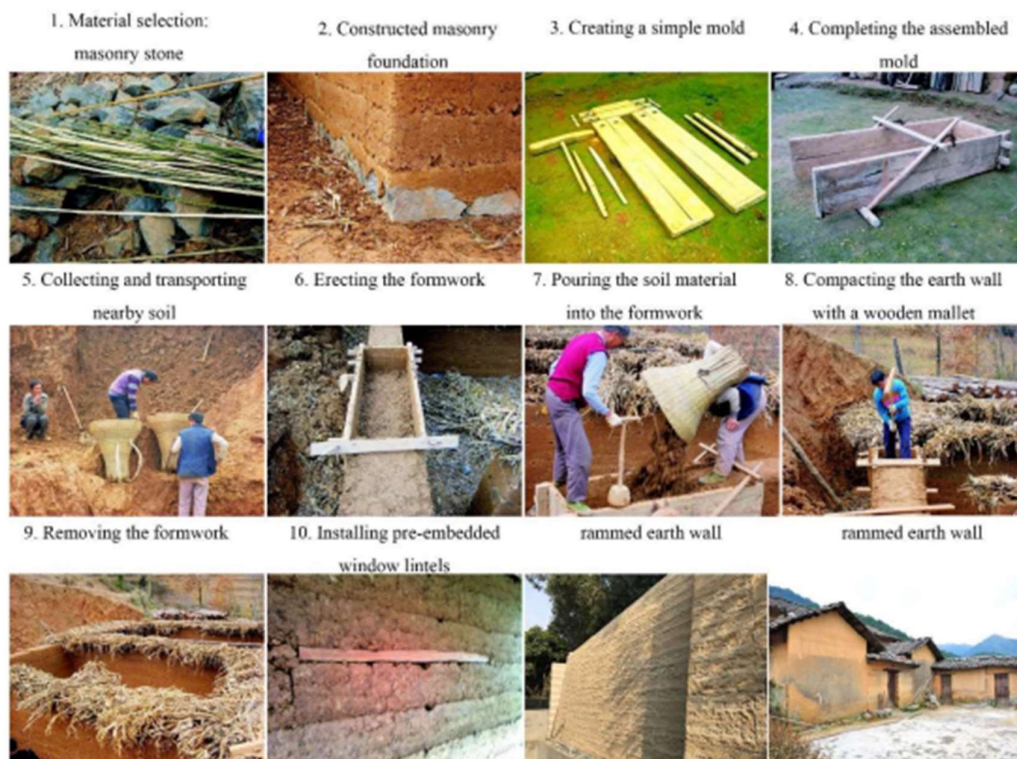 1. Material selection:
masonry stone
2. Constructed masonry
foundation
3. Creating a simple mold
4. Completing the assembled
mold
5. Collecting and transporting
nearby soil
6. Erecting the formwork
7. Pouring the soil material
into the formwork
8. Compacting the earth wall
with a wooden mallet
9. Removing the formwork
10. Installing pre-embedded
window lintels
rammed earth wall
rammed earth wall